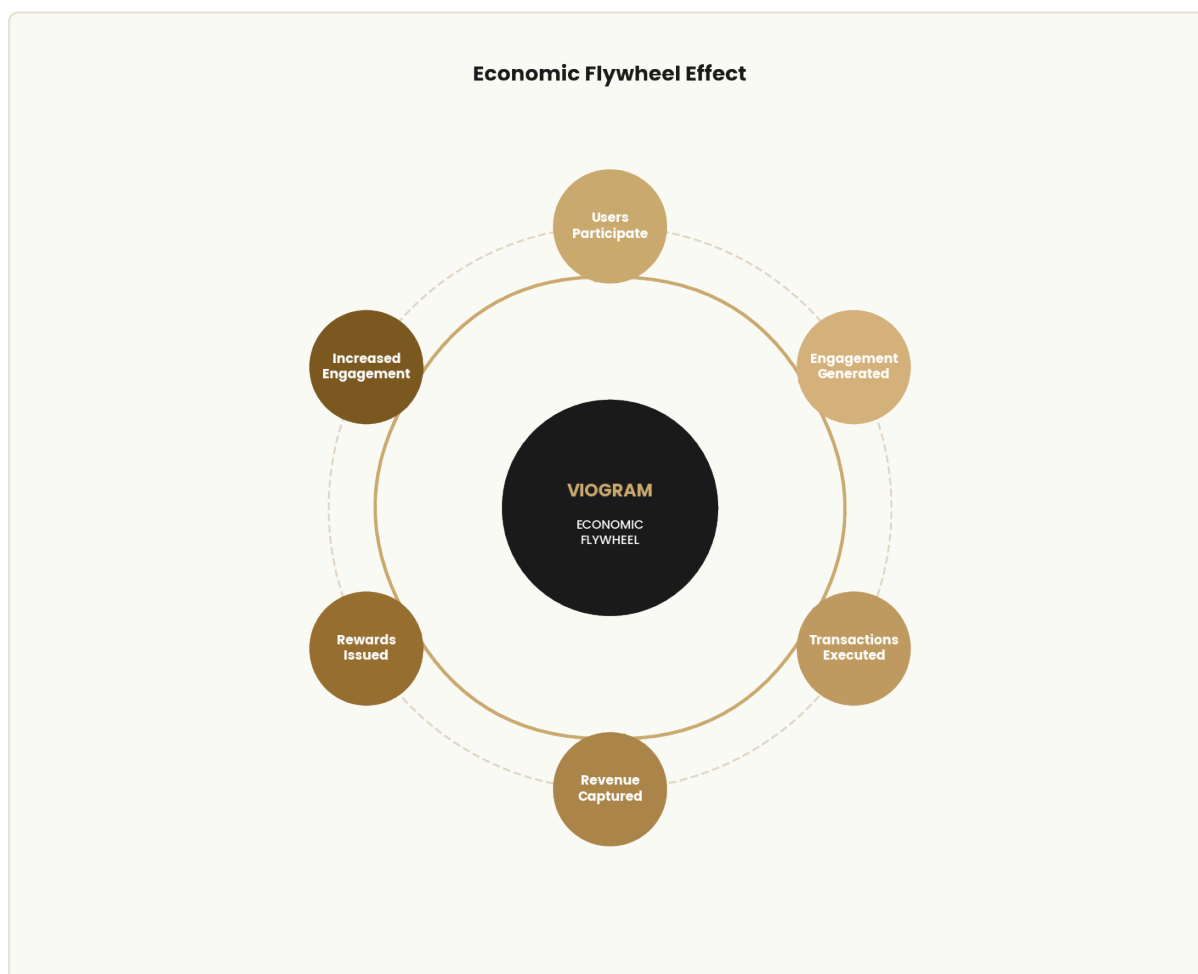 Economic Flywheel Effect
Users
Participate
Increased
Engagement
Engagement
Generated
VIOGRAM
ECONOMIC
FLYWHEEL
Rewards
Issued
Transactions
Executed
Revenue
Captured